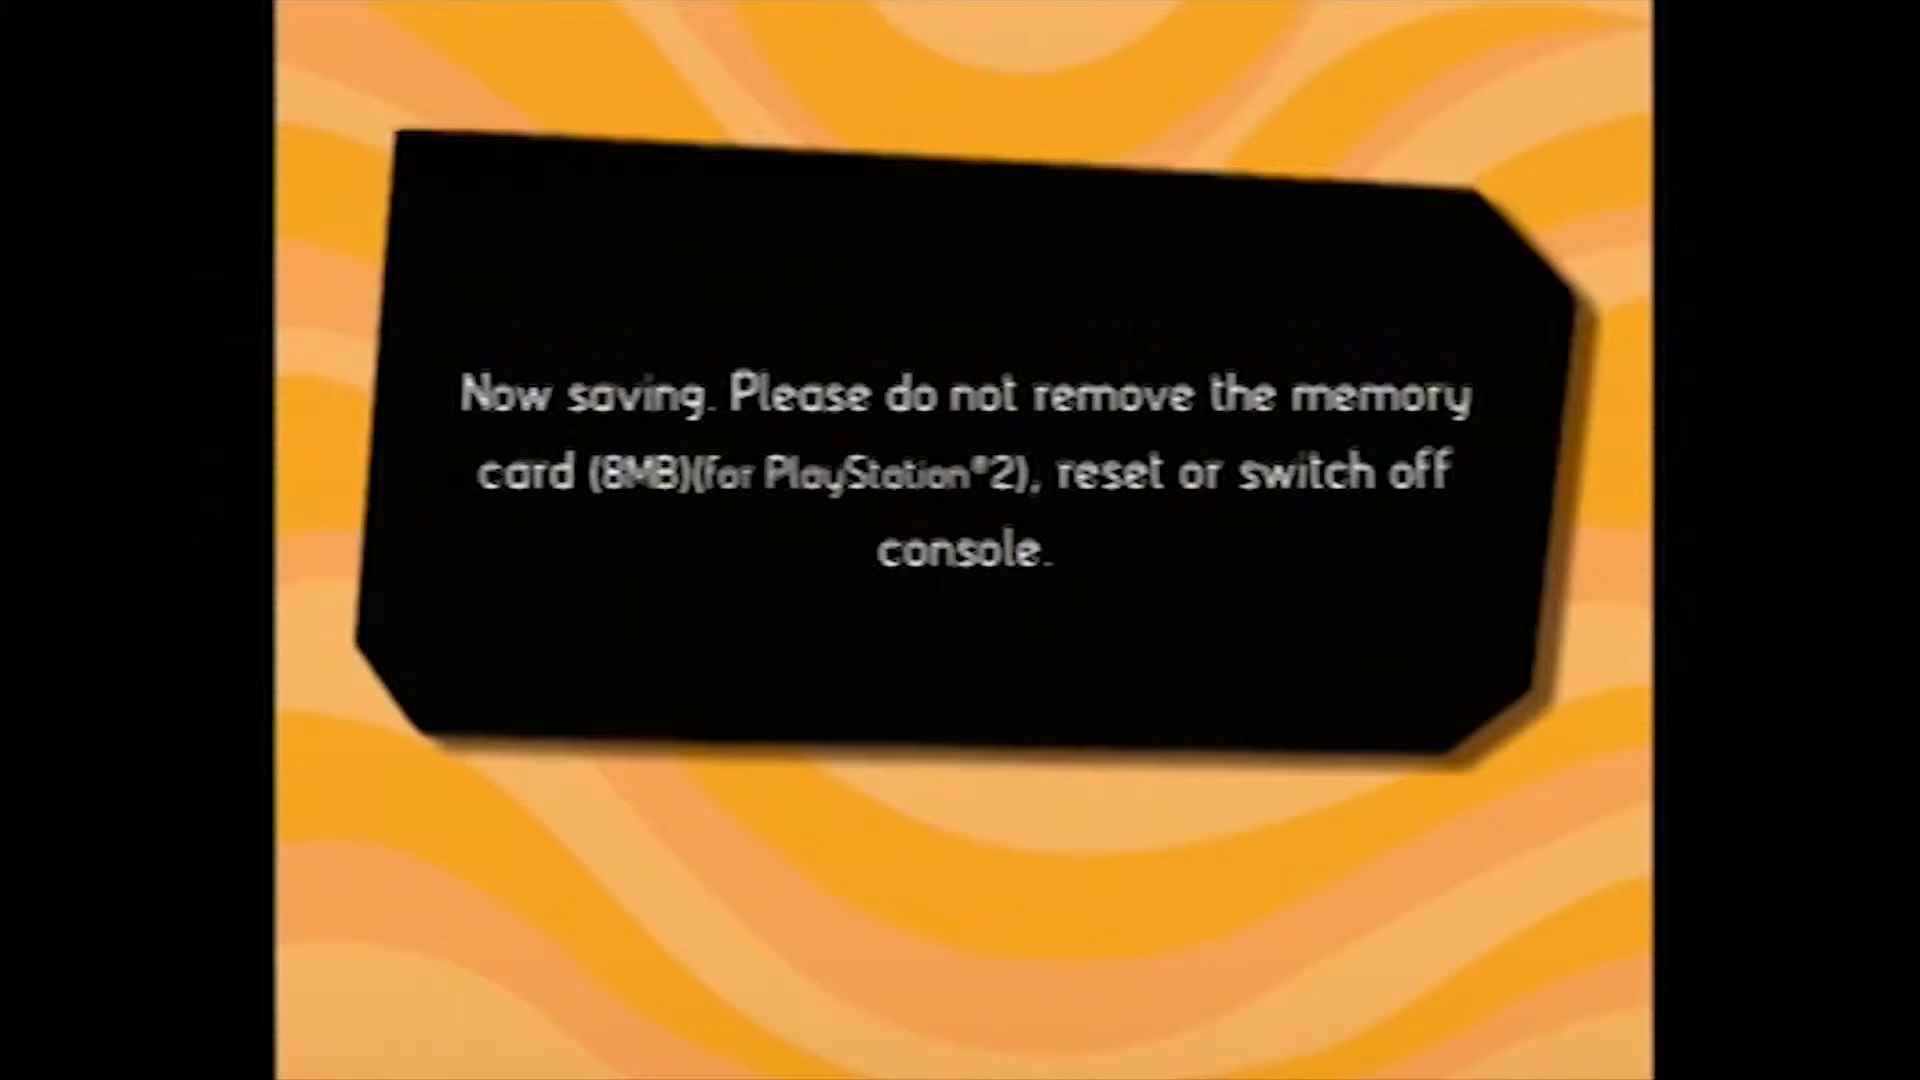 Now saving. Please do not remove the memory
card (8MB)(for PlayStation®2), reset or switch off
console.